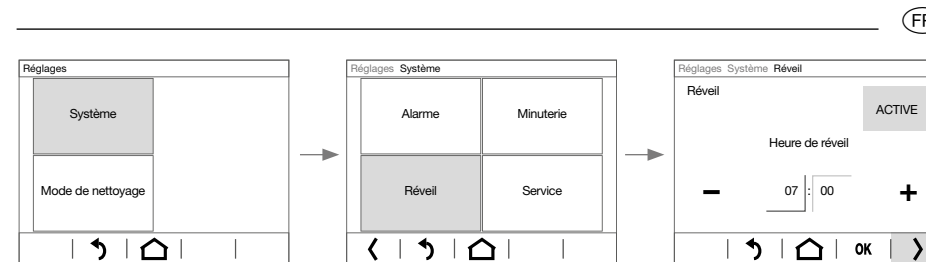 FR
Réglages
Système
Mode de nettoyage
Réglages Système
Alarme
Minuterie
Réveil
Service
OK
Réglages Système Réveil
Réveil
ACTIVE
Heure de réveil
− 07 : 00 +
OK